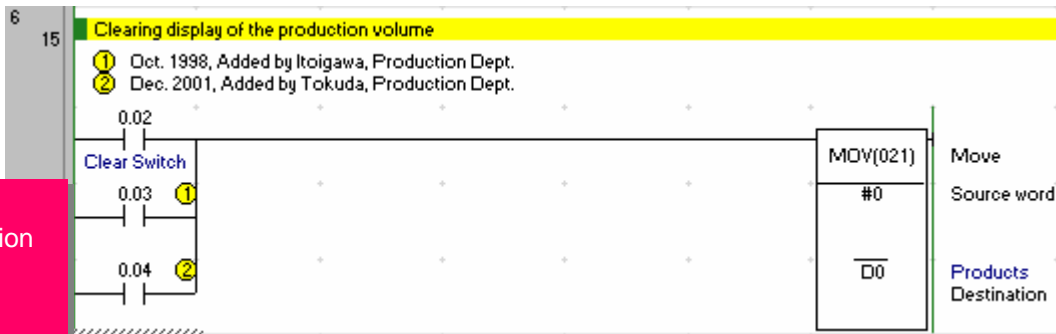 6
15
Clearing display of the production volume
1 Oct. 1998, Added by Itoigawa, Production Dept.
2 Dec. 2001, Added by Tokuda, Production Dept.
0.02
Clear Switch
MOV(021)
Move
0.03 1
#0
Source word
ion
0.04 2
D0
Products
Destination